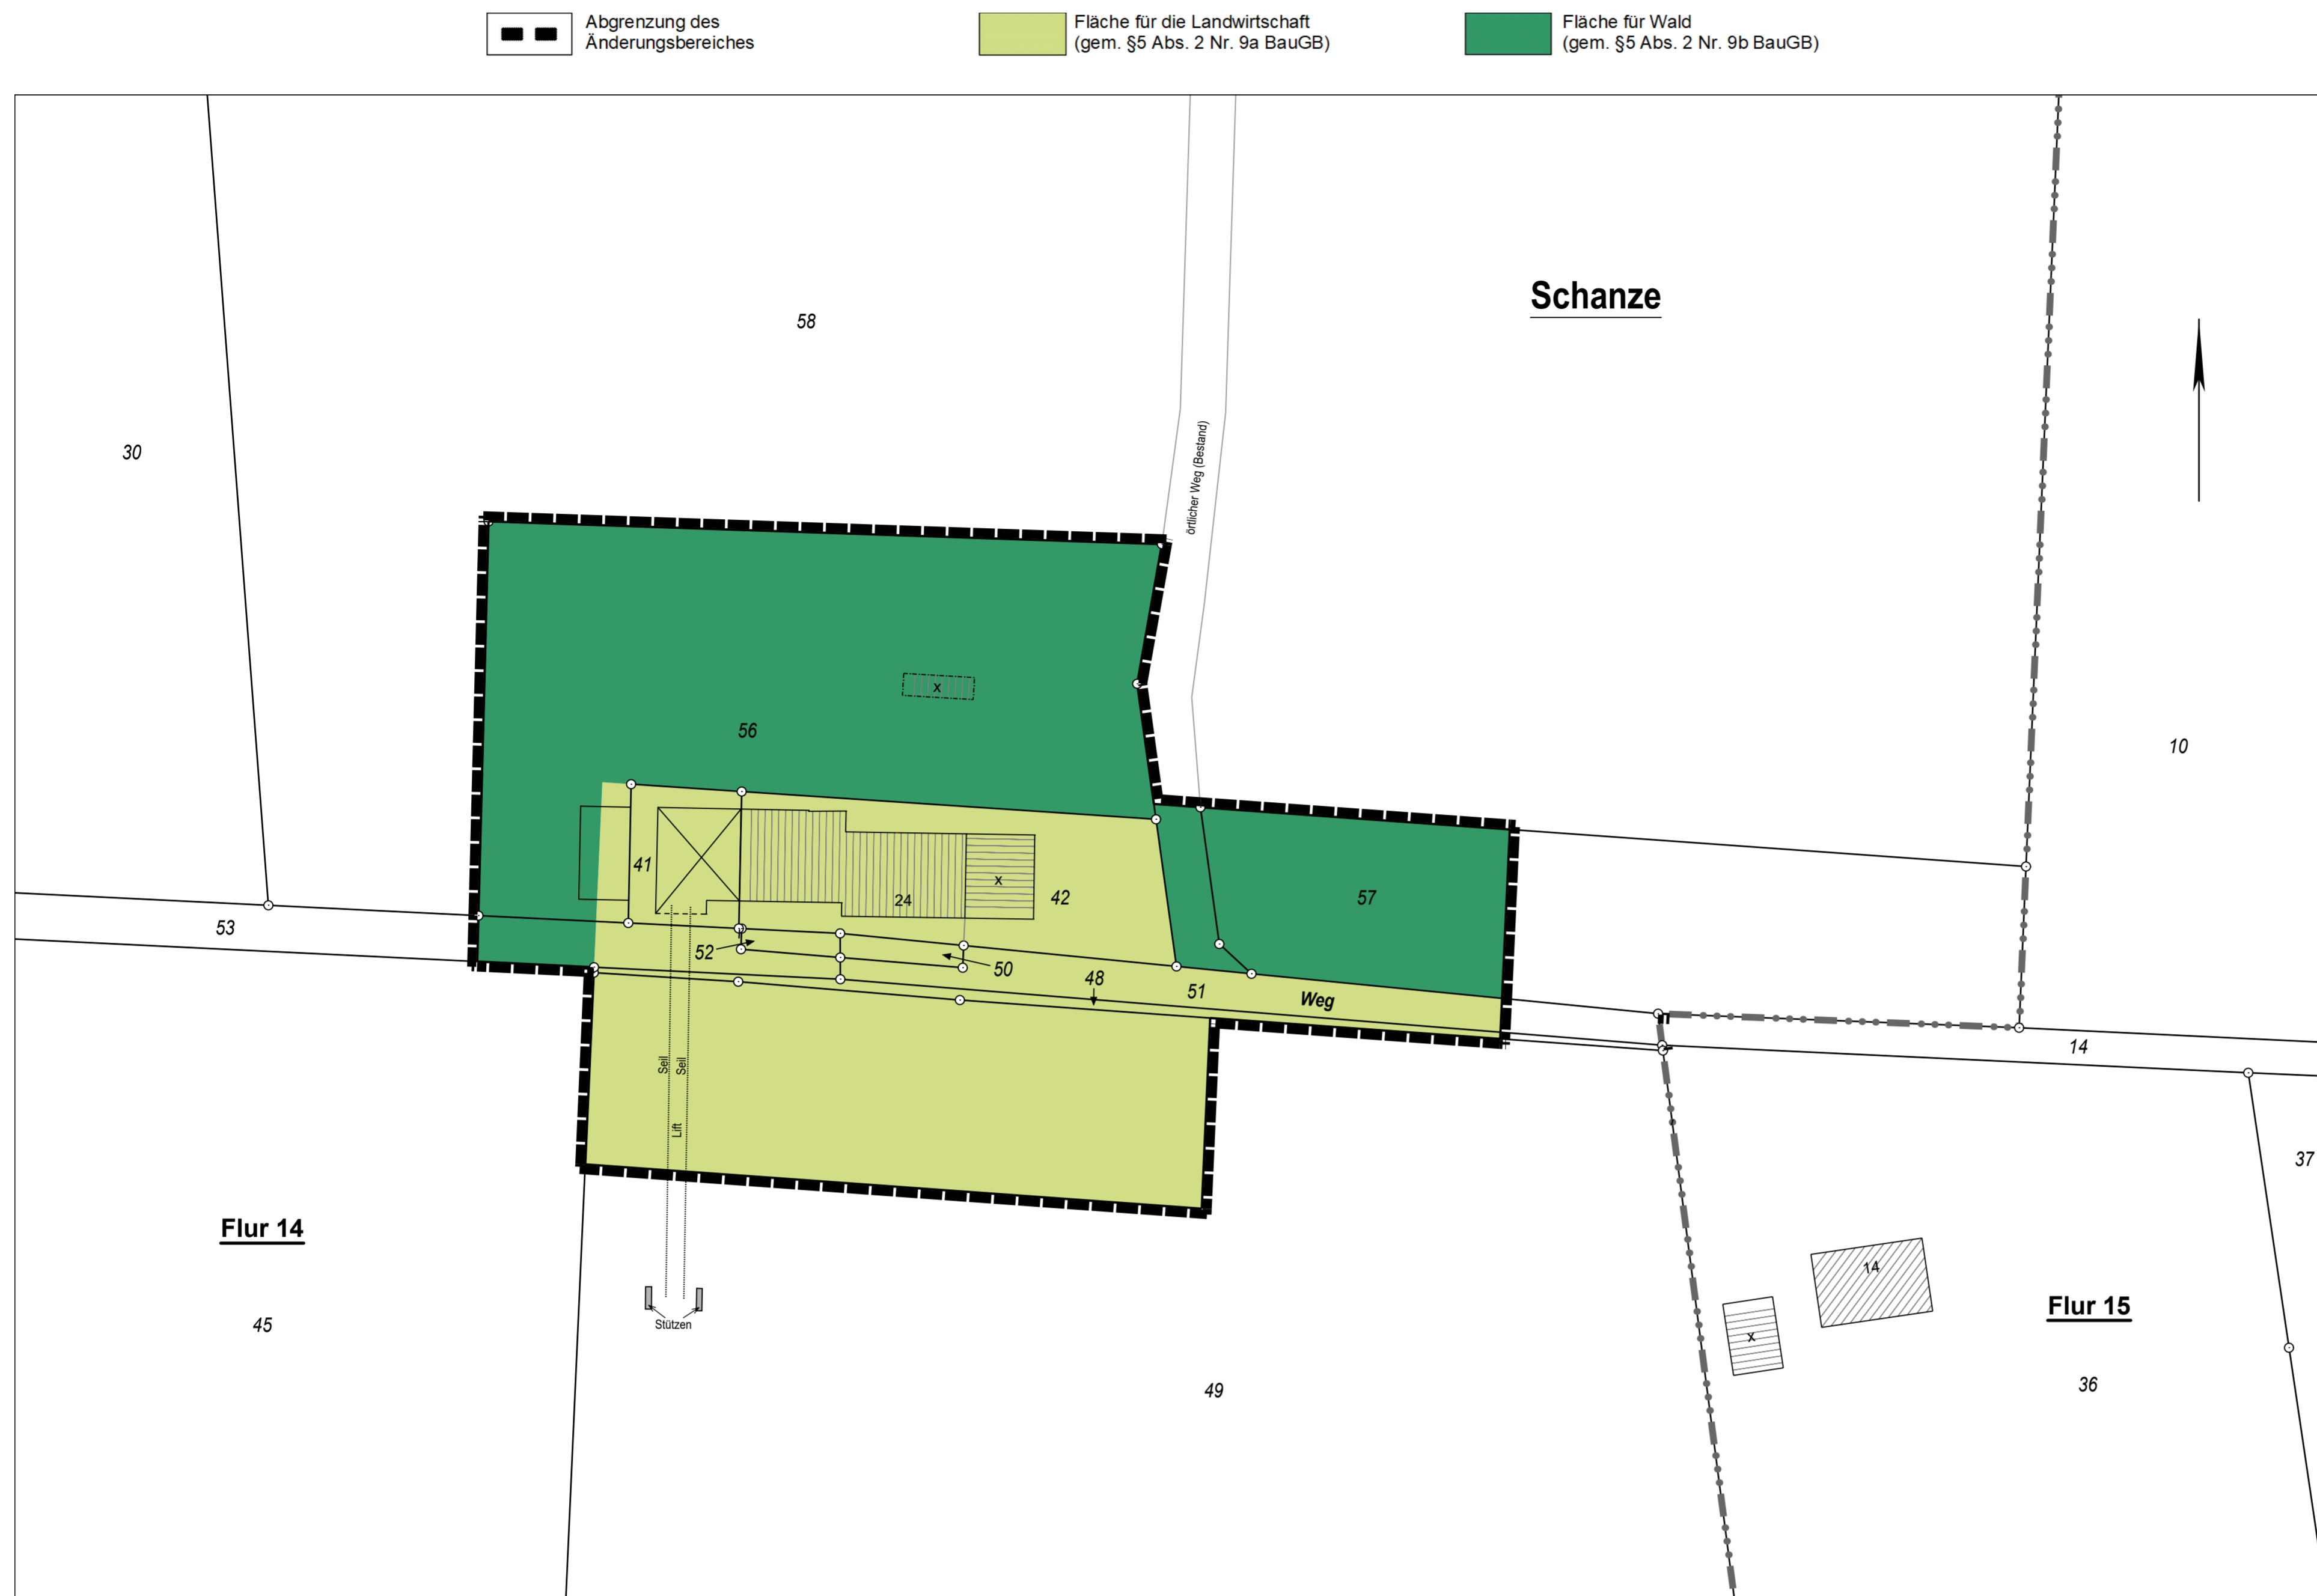 Abgrenzung des
Änderungsbereiches
Fläche für die Landwirtschaft
(gem. §5 Abs. 2 Nr. 9a BauGB)
Fläche für Wald
(gem. §5 Abs. 2 Nr. 9b BauGB)
Schanze
58
30
örtlicher Weg (Bestand)
x
56
10
41
x
24
42
57
53
52
50
48
51
Weg
14
Seil
Seil
Lift
37
Flur 14
45
Stützen
14
x
Flur 15
49
36